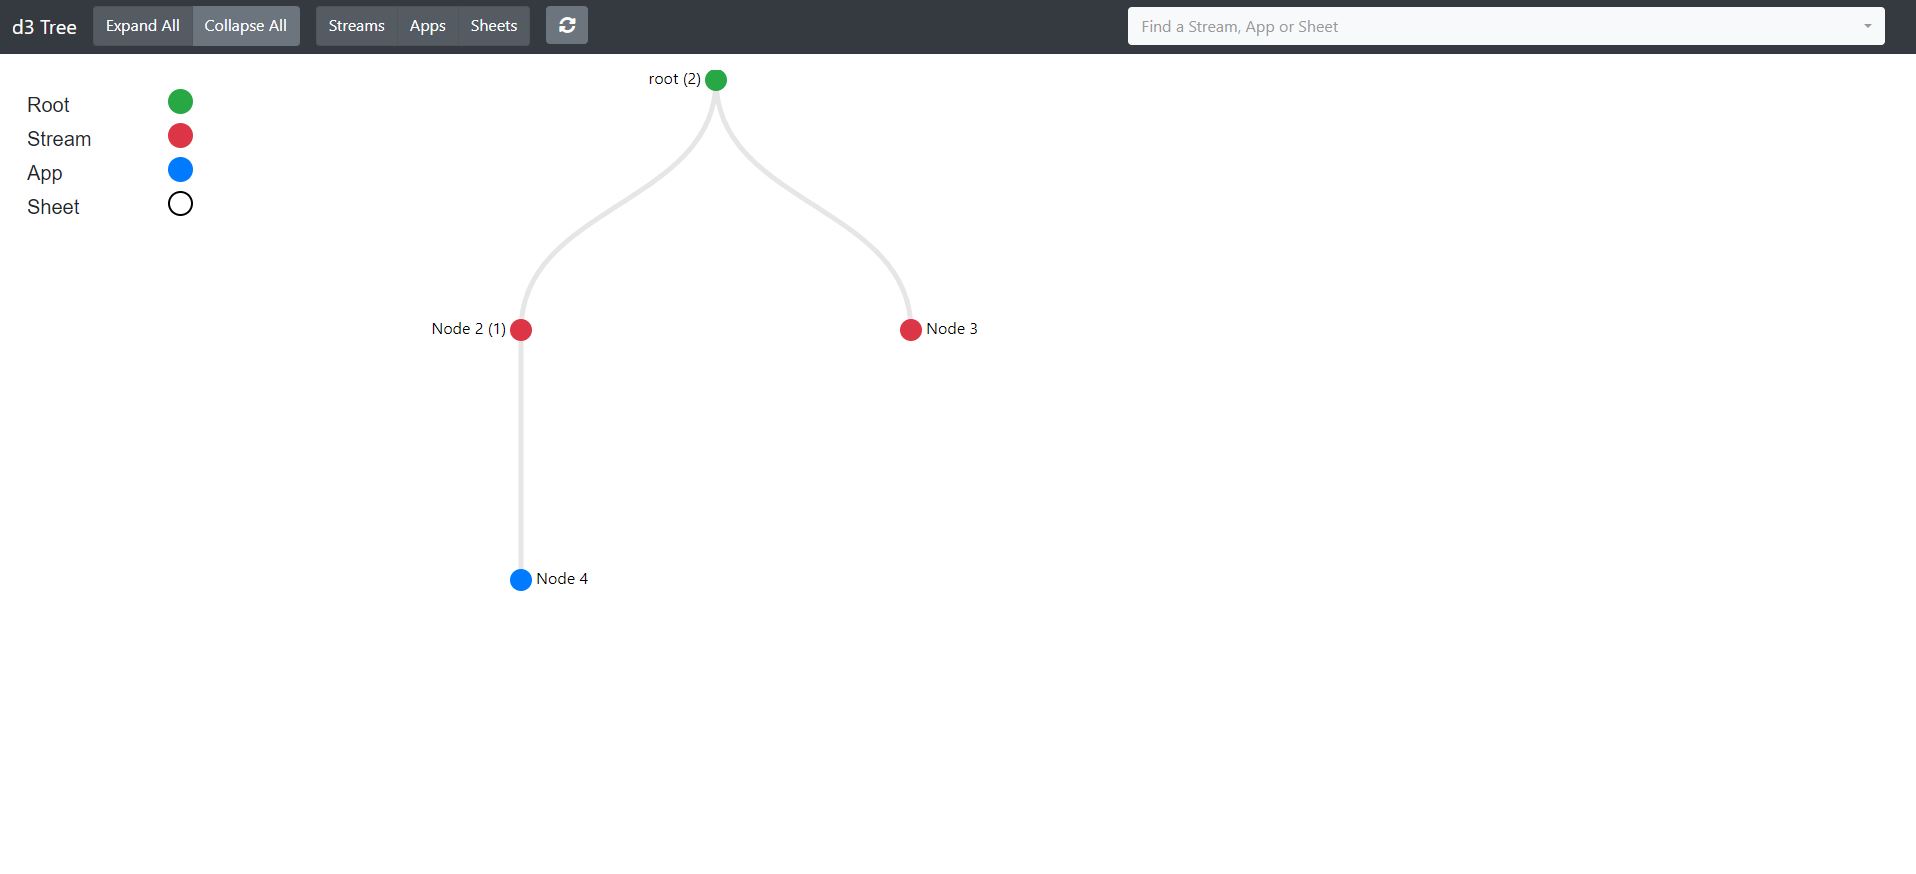 d3 Tree Expand All Collapse All Streams Apps Sheets Find a Stream, App or Sheet
root (2)
Root
Stream
App
Sheet
Node 2 (1) Node 3
Node 4